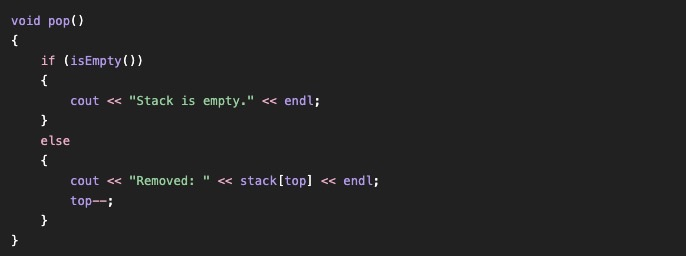 void pop()
{
    if (isEmpty())
    {
        cout << "Stack is empty." << endl;
    }
    else
    {
        cout << "Removed: " << stack[top] << endl;
        top--;
    }
}